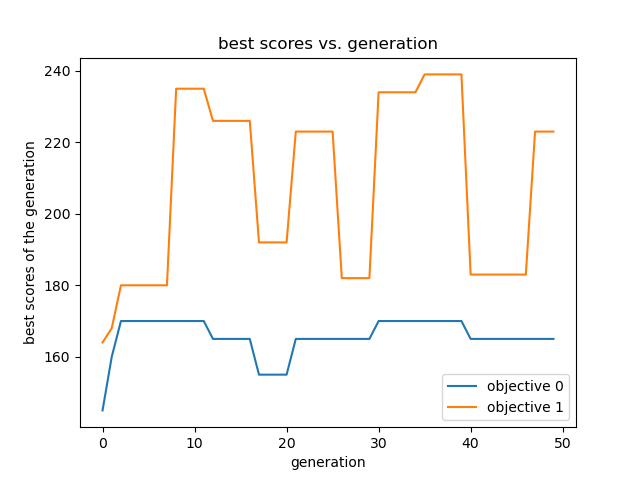 best scores vs. generation
best scores of the generation
240
220
200
180
160
0
10
20
30
40
50
generation
objective 0
objective 1